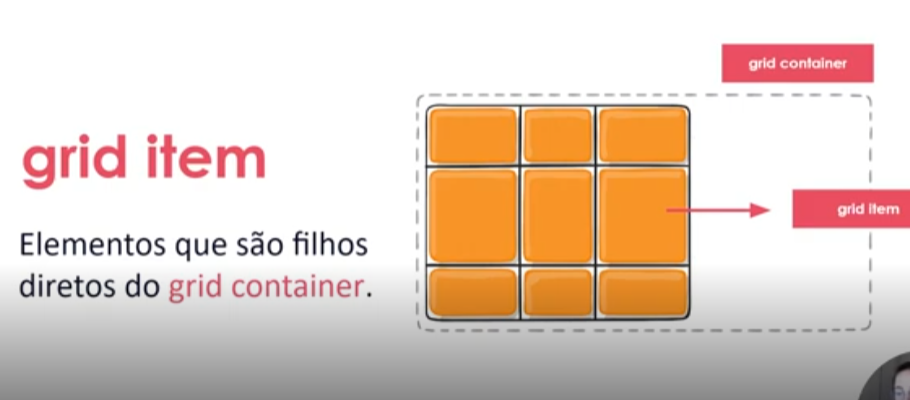 grid container
grid item
grid item
Elementos que são filhos
diretos do grid container.